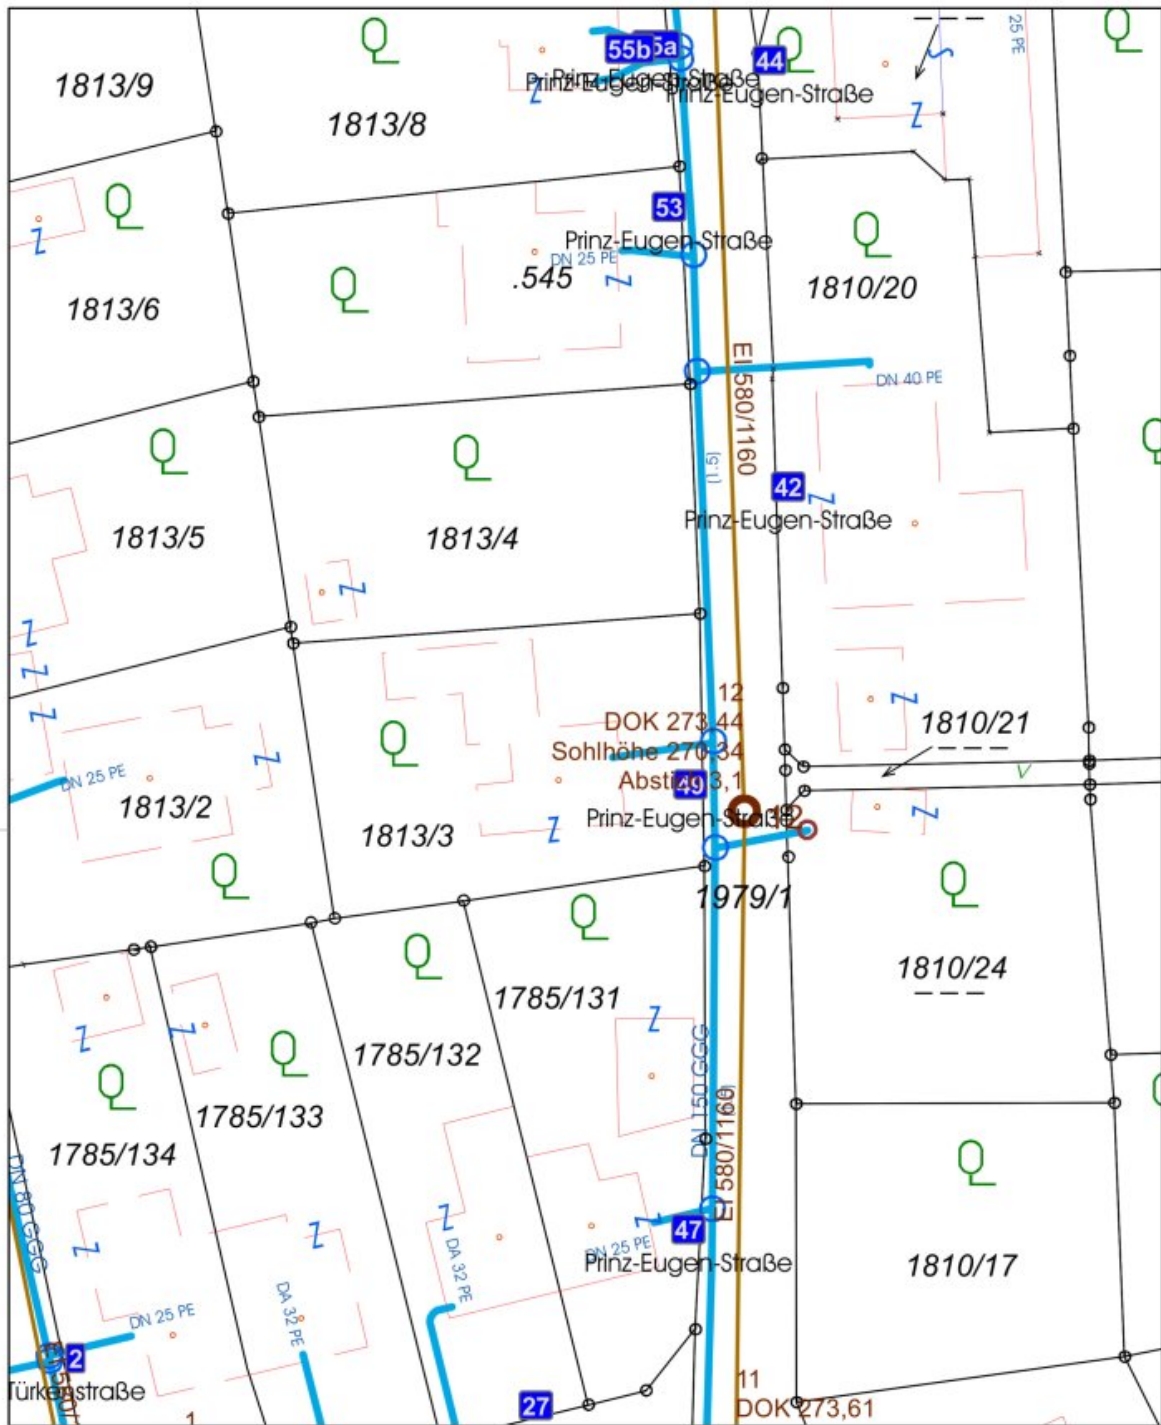 55b
44
25 PE
Prinz-Eugen-Straße
Prinz-Eugen-Straße
Prinz-Eugen-Straße
1813/9
1813/8
53
Prinz-Eugen-Straße
DN 25 PE
.545
1813/6
1810/20
DN 40 PE
EI 580/1160
(1.5)
42
Prinz-Eugen-Straße
1813/5
1813/4
12
DOK 273,44
Sohlhöhe 270,34
1810/21
49
Prinz-Eugen-Straße
12
DN 25 PE
1813/2
1813/3
1979/1
1810/24
1785/131
1785/132
1785/133
1785/134
DN 150 GGG
EI 580/1160
DN 80 GGG
47
DN 25 PE
Prinz-Eugen-Straße
1810/17
DA 32 PE
DA 32 PE
DN 25 PE
2
Türkenstraße
1
27
11
DOK 273,61